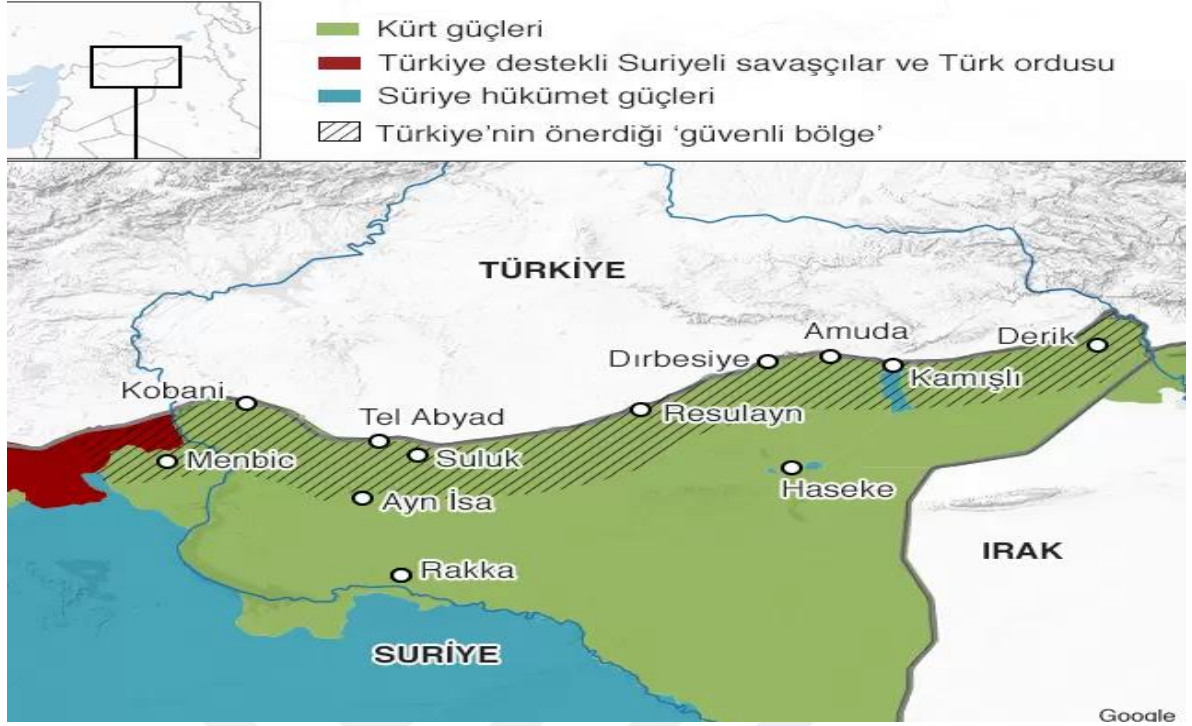 Kürt güçleri
Türkiye destekli Suriyeli savaşçılar ve Türk ordusu
Süriye hükümet güçleri
Türkiye'nin önerdiği ‘güvenli bölge’
TÜRKİYE
Amuda
Derik
Dırbesiye
Kamışlı
Kobani
Tel Abyad
Resulayn
Menbic
Suluk
Haseke
Ayn İsa
IRAK
Rakka
SURİYE
Google